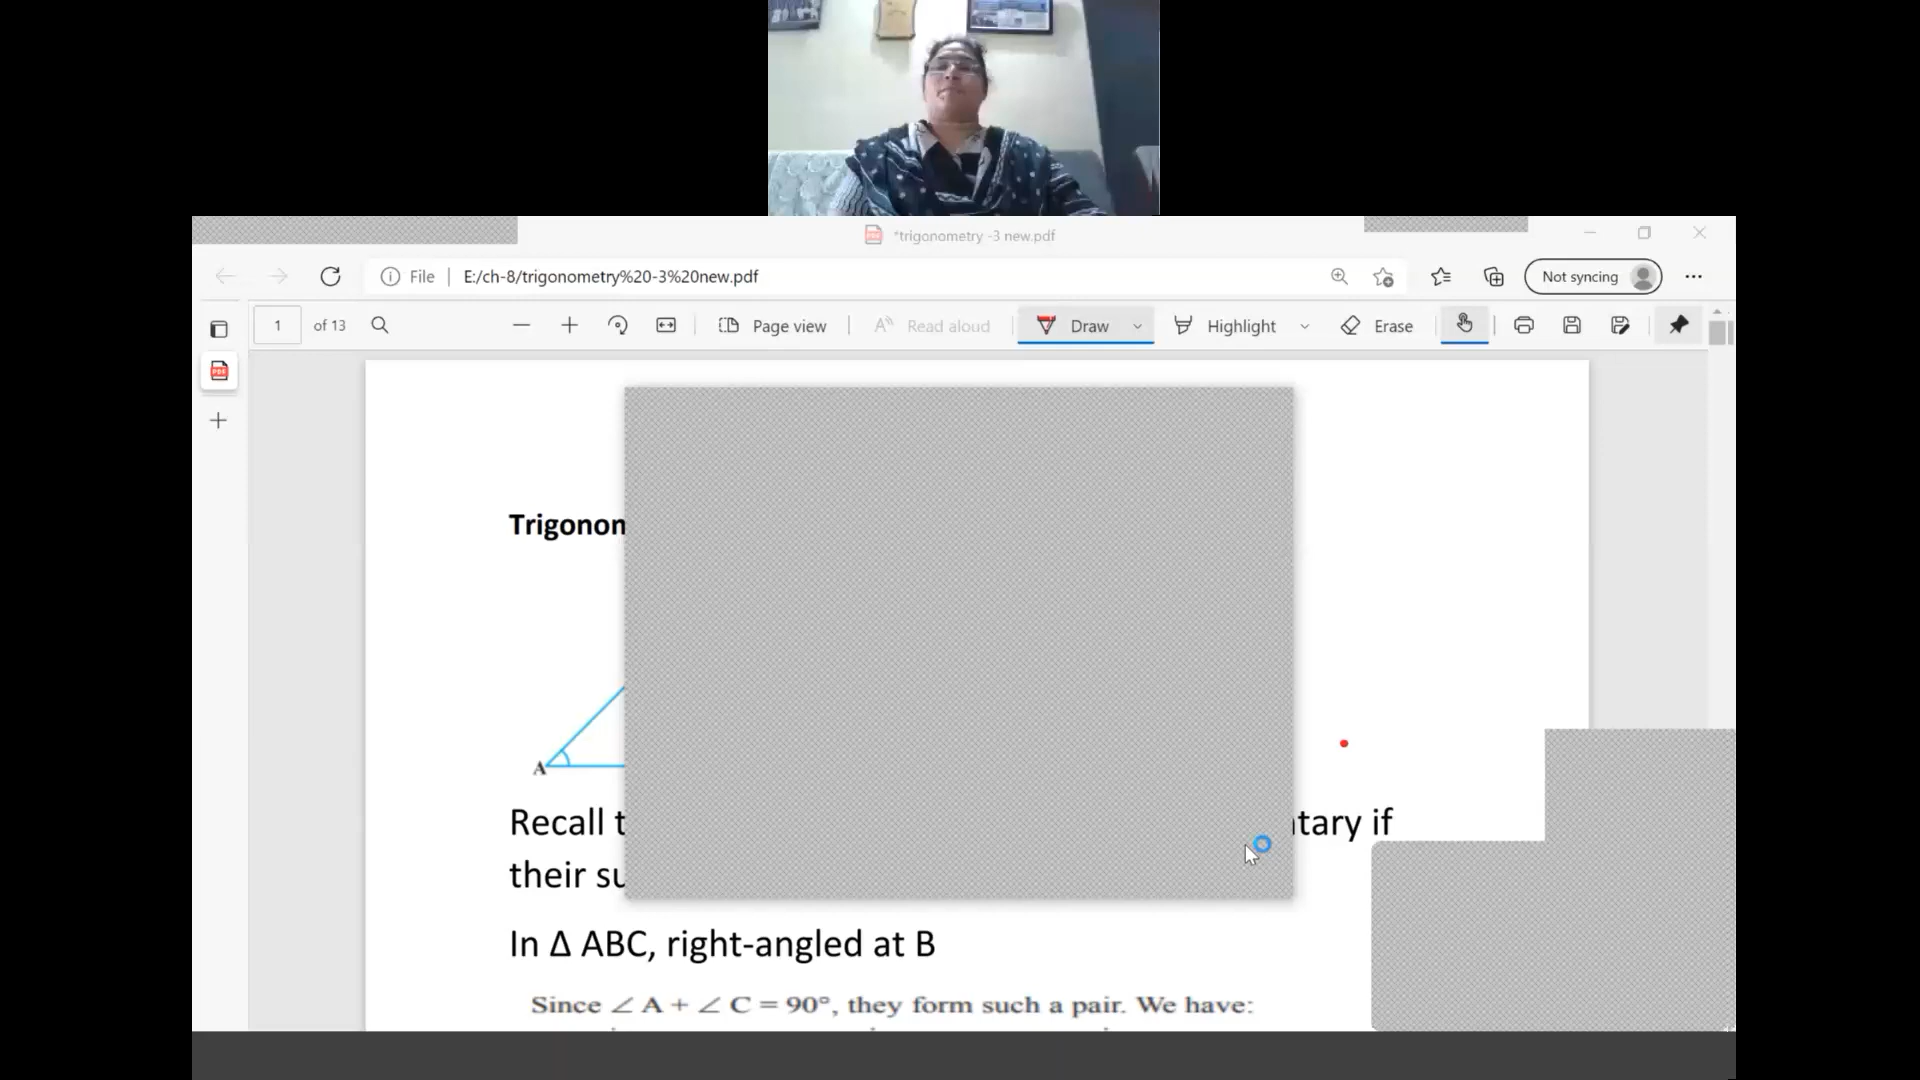 *trigonometry -3 new.pdf
File E:/ch-8/trigonometry%20-3%20new.pdf Not syncing
1 of 13 Page view Read aloud Draw Highlight Erase
PDF
Trigonom
A
Recall t tary if
their su
In Δ ABC, right-angled at B
Since ∠ A + ∠ C = 90°, they form such a pair. We have: